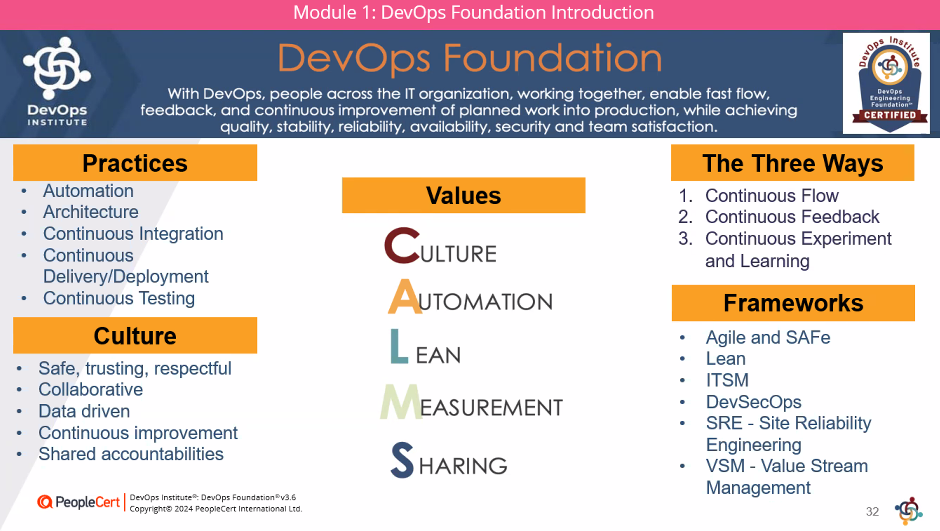 Module 1: DevOps Foundation Introduction
DevOps
INSTITUTE
DevOps Foundation
With DevOps, people across the IT organization, working together, enable fast flow,
feedback, and continuous improvement of planned work into production, while achieving
quality, stability, reliability, availability, security and team satisfaction.
DevOps Institute
DevOps
Engineering
Foundation℠
CERTIFIED
Practices
• Automation
• Architecture
• Continuous Integration
• Continuous
Delivery/Deployment
• Continuous Testing
Culture
• Safe, trusting, respectful
• Collaborative
• Data driven
• Continuous improvement
• Shared accountabilities
Values
CULTURE
AUTOMATION
LEAN
MEASUREMENT
SHARING
The Three Ways
1. Continuous Flow
2. Continuous Feedback
3. Continuous Experiment
and Learning
Frameworks
• Agile and SAFe
• Lean
• ITSM
• DevSecOps
• SRE - Site Reliability
Engineering
• VSM - Value Stream
Management
PeopleCert
DevOps Institute®: DevOps Foundation® v3.6
Copyright© 2024 PeopleCert International Ltd.
32